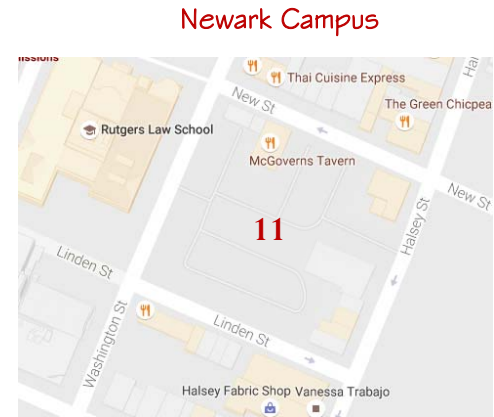 Newark Campus
Thai Cuisine Express
New St
The Green Chicpea
Rutgers Law School
McGoverns Tavern
New St
11
Halsey St
Linden St
Washington St
Linden St
Halsey Fabric Shop
Vanessa Trabajo